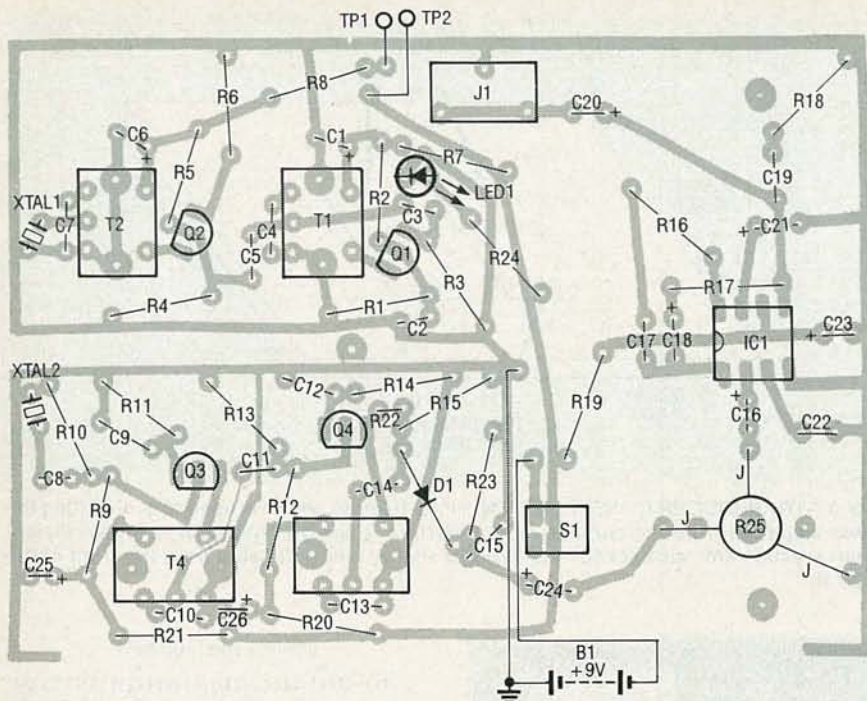 TP1 TP2
R8
R6
J1
C20 +
R18
C6 +
R5
C1 +
R7
R2
LED1
C19
XTAL1
C7
T2
Q2
C4
T1
C3
Q1
R24
R16
+ C21
C5
R3
R17
R4
R1
C2
C17
+ C18
IC1
+ C23
XTAL2
R11
R13
C12
R14
R15
R19
+ C16
R10
C9
Q3
C11
R22
Q4
C22
C8
R12
C14
D1
R23
J
R9
S1
J
R25
T4
C15
J
C25 +
C10
+ C26
C13
+ C24
R21
R20
B1
+9V